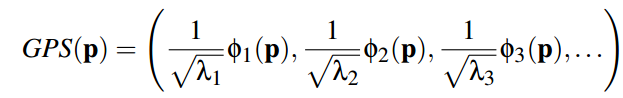 GPS(p) = ( 1/√λ₁ ϕ₁(p), 1/√λ₂ ϕ₂(p), 1/√λ₃ ϕ₃(p), ... )